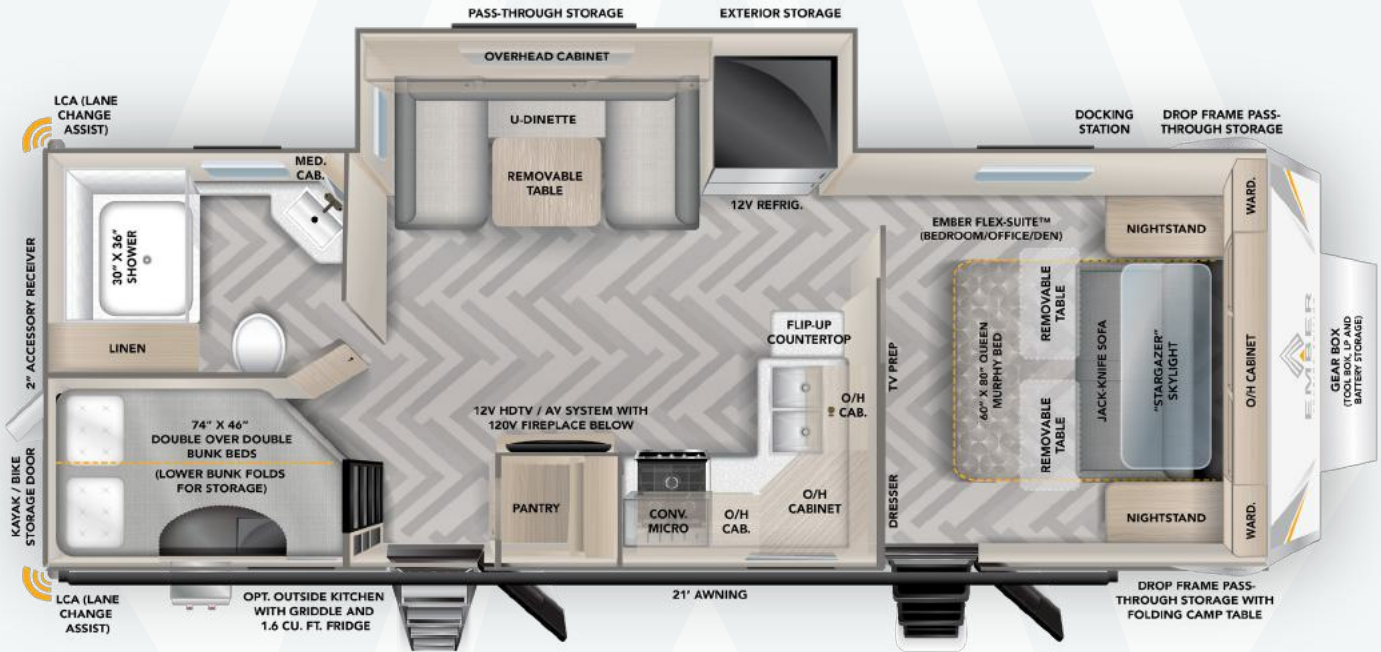 PASS-THROUGH STORAGE
EXTERIOR STORAGE
OVERHEAD CABINET
LCA (LANE
CHANGE
ASSIST)
U-DINETTE
DOCKING
STATION
DROP FRAME PASS-
THROUGH STORAGE
MED.
CAB.
REMOVABLE
TABLE
12V REFRIG.
WARD.
EMBER FLEX-SUITE™
(BEDROOM/OFFICE/DEN)
NIGHTSTAND
30" X 36"
SHOWER
2" ACCESSORY RECEIVER
LINEN
FLIP-UP
COUNTERTOP
TV PREP
60" X 80" QUEEN
MURPHY BED
REMOVABLE
TABLE
REMOVABLE
TABLE
JACK-KNIFE SOFA
"STARGAZER"
SKYLIGHT
O/H CABINET
EMBER
GEAR BOX
(TOOL BOX, LP AND
BATTERY STORAGE)
O/H
CAB.
12V HDTV / AV SYSTEM WITH
120V FIREPLACE BELOW
74" X 46"
DOUBLE OVER DOUBLE
BUNK BEDS
(LOWER BUNK FOLDS
FOR STORAGE)
KAYAK / BIKE
STORAGE DOOR
PANTRY
CONV.
MICRO
O/H
CAB.
O/H
CABINET
DRESSER
NIGHTSTAND
WARD.
LCA (LANE
CHANGE
ASSIST)
OPT. OUTSIDE KITCHEN
WITH GRIDDLE AND
1.6 CU. FT. FRIDGE
21' AWNING
DROP FRAME PASS-
THROUGH STORAGE WITH
FOLDING CAMP TABLE